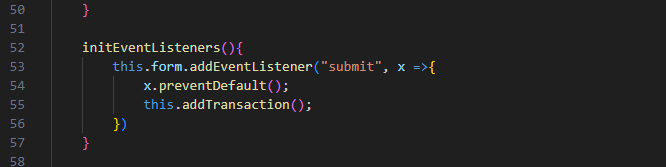 50 }
51
52 initEventListeners(){
53 this.form.addEventListener("submit", x =>{
54 x.preventDefault();
55 this.addTransaction();
56 })
57 }
58